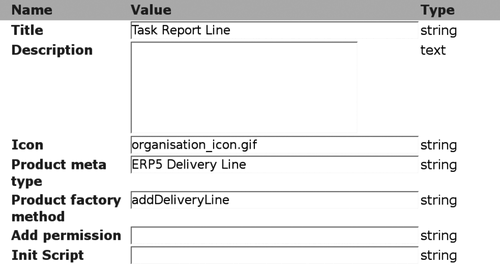 Name Value Type
Title Task Report Line string
Description text
Icon organisation_icon.gif string
Product meta type ERP5 Delivery Line string
Product factory method addDeliveryLine string
Add permission string
Init Script string